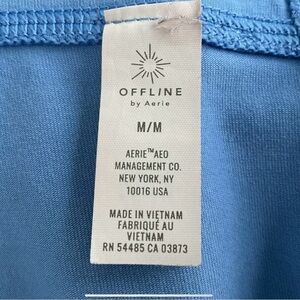 OFFLINE
by Aerie
M/M
AERIE™AEO
MANAGEMENT CO.
NEW YORK, NY
10016 USA
MADE IN VIETNAM
FABRIQUÉ AU
VIETNAM
RN 54485 CA 03873